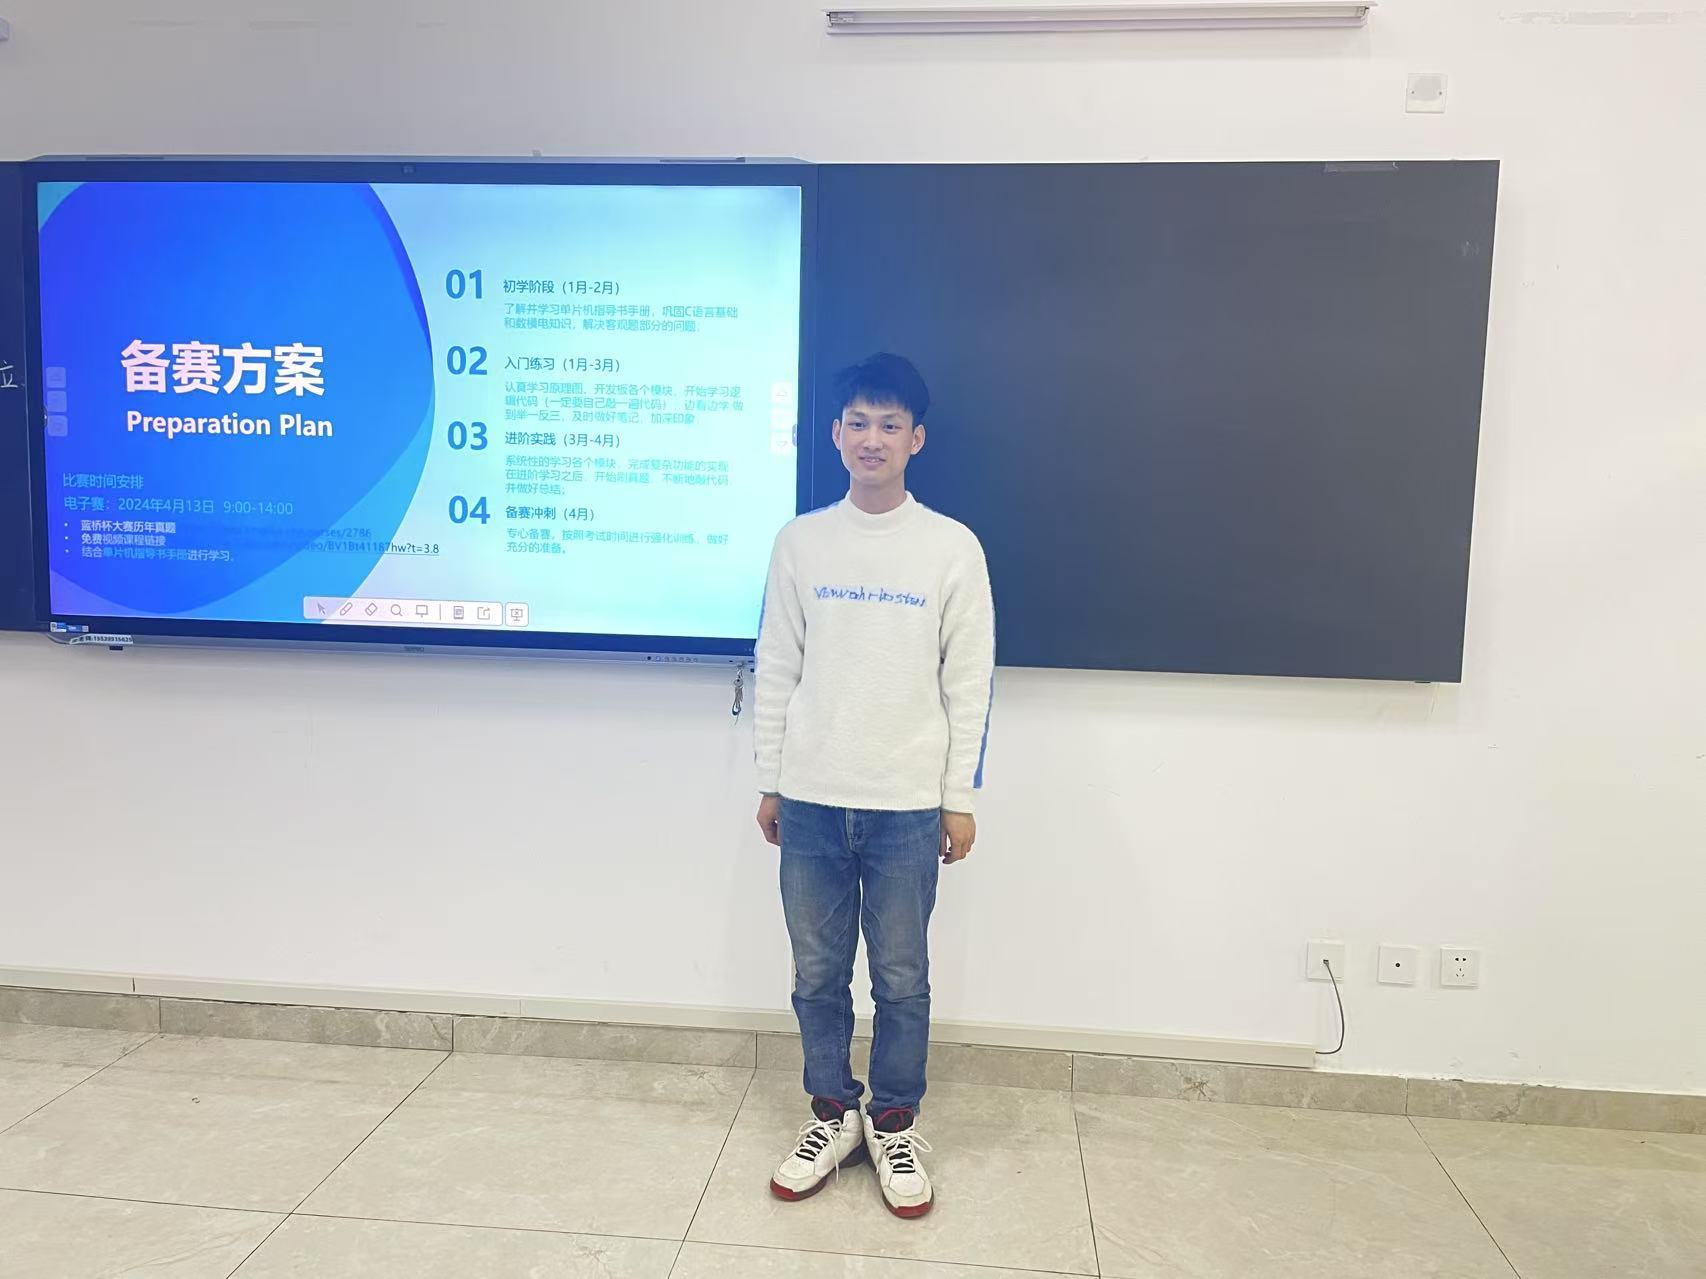 位
备赛方案
Preparation Plan
比赛时间安排
电子赛：2024年4月13日 9:00-14:00
• 蓝桥杯大赛历年真题
/2786
• 免费视频课程链接
/BV1Bt41187hw?t=3.8
• 结合单片机指导书手册进行学习。
01 初学阶段（1月-2月）
了解并学习单片机指导书手册，巩固C语言基础
和数模电知识，解决客观题部分的问题。
02 入门练习（1月-3月）
认真学习原理图、开发板各个模块，开始学习逻
辑代码（一定要自己敲一遍代码），边看边学,做
到举一反三，及时做好笔记，加深印象。
03 进阶实践（3月-4月）
系统性的学习各个模块，完成复杂功能的实现
在进阶学习之后，开始刷真题，不断地敲代码
并做好总结；
04 备赛冲刺（4月）
专心备赛，按照考试时间进行强化训练，做好
充分的准备。